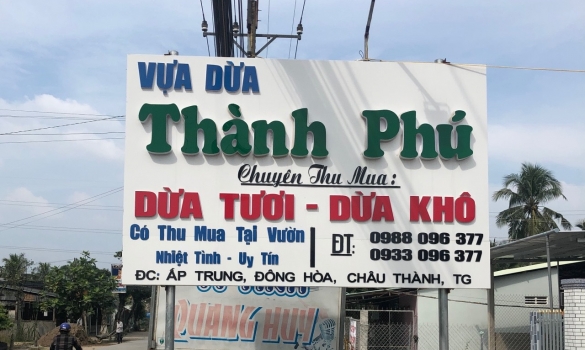 VỰA DỪA
Thành Phú
Chuyên Thu Mua:
DỪA TƯƠI - DỪA KHÔ
Có Thu Mua Tại Vườn
Nhiệt Tình - Uy Tín
ĐT: 0988 096 377
0933 096 377
ĐC: ẤP TRUNG, ĐÔNG HÒA, CHÂU THÀNH, TG
QUANG HUY